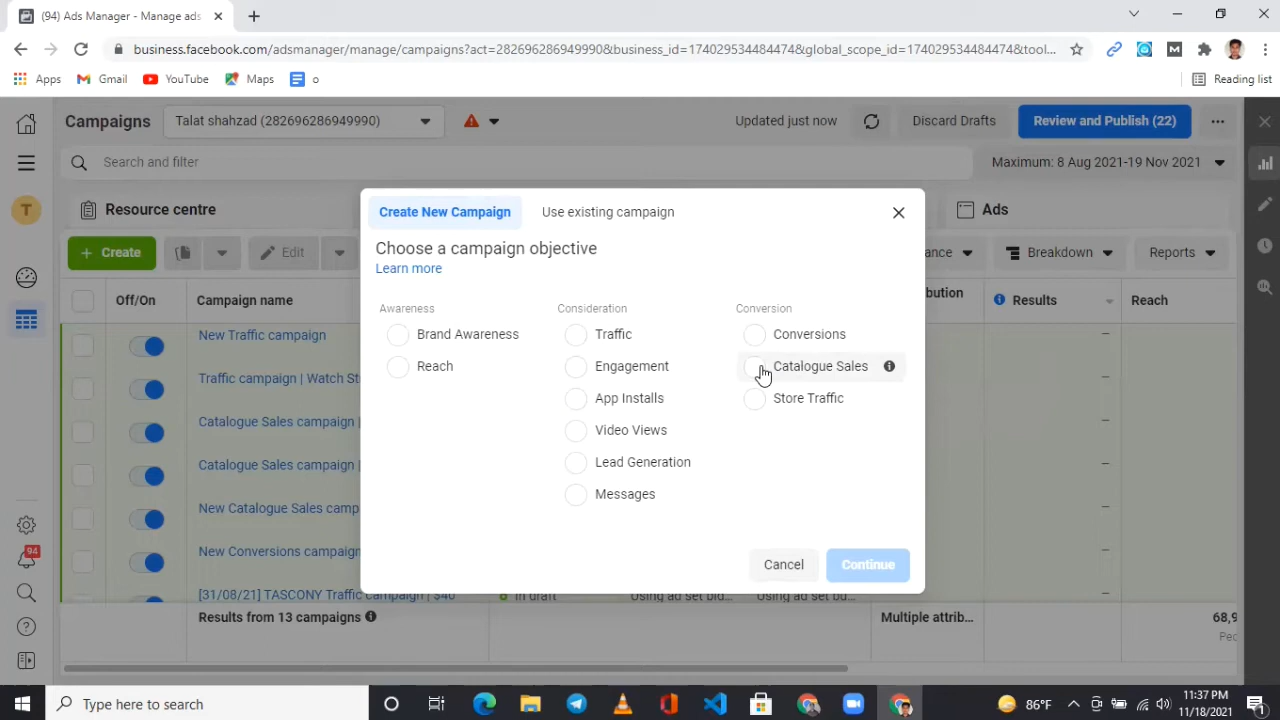 (94) Ads Manager - Manage ads
business.facebook.com/adsmanager/manage/campaigns?act=282696286949990&business_id=174029534484474&global_scope_id=174029534484474&tool...
Apps
Gmail
YouTube
Maps
o
Reading list
Campaigns
Talat shahzad (282696286949990)
Updated just now
Discard Drafts
Review and Publish (22)
Search and filter
Maximum: 8 Aug 2021-19 Nov 2021
T
Resource centre
Create New Campaign
Use existing campaign
Ads
+ Create
Edit
Choose a campaign objective
Learn more
Breakdown
Reports
Off/On
Campaign name
Results
Reach
Awareness
Consideration
Conversion
Brand Awareness
Traffic
Conversions
Reach
Engagement
Catalogue Sales
App Installs
Store Traffic
Video Views
Lead Generation
Messages
Cancel
Continue
New Traffic campaign
Traffic campaign | Watch St
Catalogue Sales campaign |
Catalogue Sales campaign |
New Catalogue Sales camp
New Conversions campaign
[31/08/21] TASCONY Traffic campaign | $40
In draft
Using ad set bid...
Using ad set bu...
Results from 13 campaigns
Multiple attrib...
68,9
Peo
94
Type here to search
86°F
11:37 PM
11/18/2021
1